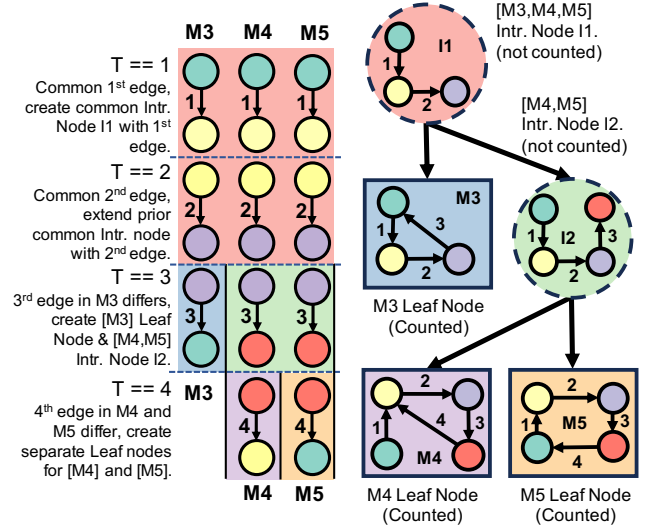 M3 M4 M5
T == 1
Common 1st edge,
create common Intr.
Node I1 with 1st
edge.
1 1 1
T == 2
Common 2nd edge,
extend prior
common Intr. node
with 2nd edge.
2 2 2
T == 3
3rd edge in M3 differs,
create [M3] Leaf
Node & [M4,M5]
Intr. Node I2.
3 3 3
T == 4
4th edge in M4 and
M5 differ, create
separate Leaf nodes
for [M4] and [M5].
M3
4 4
M4 M5
I1
1
2
[M3,M4,M5]
Intr. Node I1.
(not counted)
[M4,M5]
Intr. Node I2.
(not counted)
M3
1
3
2
M3 Leaf Node
(Counted)
1
I2
3
2
2
1
4
3
M4
M4 Leaf Node
(Counted)
2
1
M5
3
4
M5 Leaf Node
(Counted)